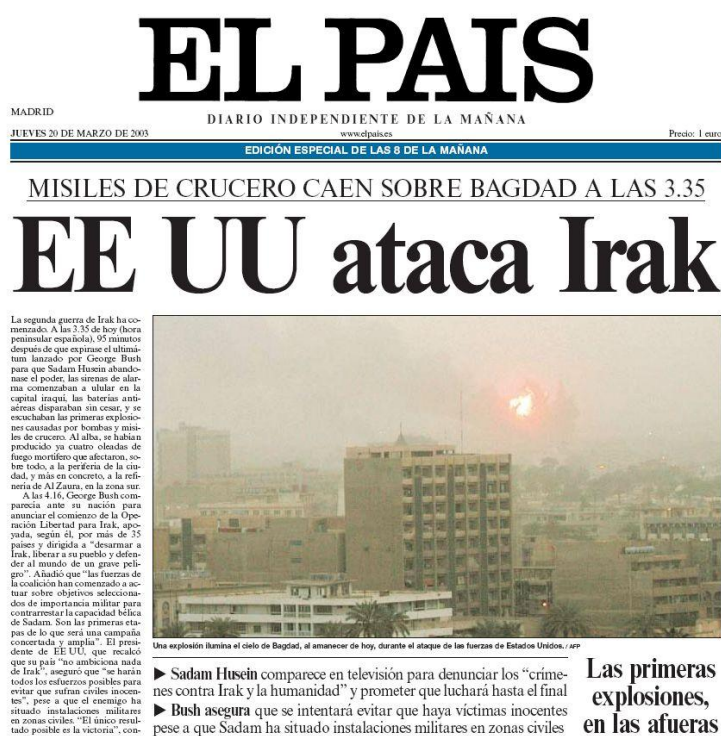 EL PAIS
DIARIO INDEPENDIENTE DE LA MAÑANA
MADRID
JUEVES 20 DE MARZO DE 2003
www.elpais.es
Precio: 1 euro
EDICIÓN ESPECIAL DE LAS 8 DE LA MAÑANA
MISILES DE CRUCERO CAEN SOBRE BAGDAD A LAS 3.35
EE UU ataca Irak
La segunda guerra de Irak ha co-
menzado. A las 3.35 de hoy (hora
peninsular española), 95 minutos
después de que expirase el ultimá-
tum lanzado por George Bush
para que Sadam Husein abando-
nase el poder, las sirenas de alar-
ma comenzaban a ulular en la
capital iraquí, las baterías anti-
aéreas disparaban sin cesar, y se
escuchaban las primeras explosio-
nes causadas por bombas y misi-
les de crucero. Al alba, se habían
producido ya cuatro oleadas de
fuego mortífero que afectaron, so-
bre todo, a la periferia de la ciu-
dad, y más en concreto, a la refi-
nería de Al Zaura, en la zona sur.
A las 4.16, George Bush com-
parecía ante su nación para
anunciar el comienzo de la Ope-
ración Libertad para Irak, apo-
yada, según él, por más de 35
países y dirigida a “desarmar a
Irak, liberar a su pueblo y defen-
der al mundo de un grave peli-
gro”. Añadió que “las fuerzas de
la coalición han comenzado a ac-
tuar sobre objetivos selecciona-
dos de importancia militar para
contrarrestar la capacidad bélica
de Sadam. Son las primeras eta-
pas de lo que será una campaña
concertada y amplia”. El presi-
dente de EE UU, que recalcó
que su país “no ambiciona nada
de Irak”, aseguró que “se harán
todos los esfuerzos posibles para
evitar que sufran civiles inocen-
tes”, pese a que el enemigo ha
situado instalaciones militares
en zonas civiles. “El único resul-
tado posible es la victoria”, con-
Una explosión ilumina el cielo de Bagdad, al amanecer de hoy, durante el ataque de las fuerzas de Estados Unidos. / AFP
▶ Sadam Husein comparece en televisión para denunciar los “críme-
nes contra Irak y la humanidad” y prometer que luchará hasta el final
▶ Bush asegura que se intentará evitar que haya víctimas inocentes
pese a que Sadam ha situado instalaciones militares en zonas civiles
Las primeras
explosiones,
en las afueras